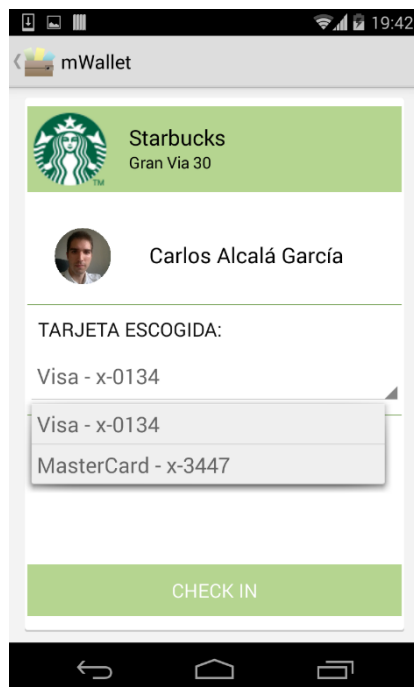 19:42
mWallet
Starbucks
Gran Via 30
TM
Carlos Alcalá García
TARJETA ESCOGIDA:
Visa - x-0134
Visa - x-0134
MasterCard - x-3447
CHECK IN